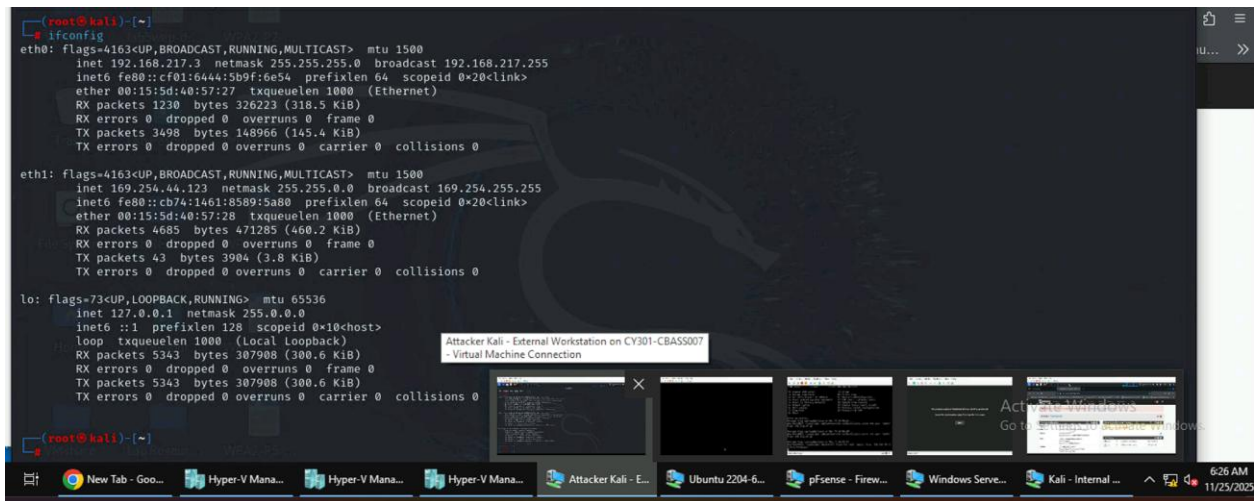 (root㉿kali)-[~]
# ifconfig
eth0: flags=4163<UP,BROADCAST,RUNNING,MULTICAST> mtu 1500
inet 192.168.217.3 netmask 255.255.255.0 broadcast 192.168.217.255
inet6 fe80::cf01:6444:5b9f:6e54 prefixlen 64 scopeid 0×20<link>
ether 00:15:5d:40:57:27 txqueuelen 1000 (Ethernet)
RX packets 1230 bytes 326223 (318.5 KiB)
RX errors 0 dropped 0 overruns 0 frame 0
TX packets 3498 bytes 148966 (145.4 KiB)
TX errors 0 dropped 0 overruns 0 carrier 0 collisions 0
eth1: flags=4163<UP,BROADCAST,RUNNING,MULTICAST> mtu 1500
inet 169.254.44.123 netmask 255.255.0.0 broadcast 169.254.255.255
inet6 fe80::cb74:1461:8589:5a80 prefixlen 64 scopeid 0×20<link>
ether 00:15:5d:40:57:28 txqueuelen 1000 (Ethernet)
RX packets 4685 bytes 471285 (460.2 KiB)
RX errors 0 dropped 0 overruns 0 frame 0
TX packets 43 bytes 3904 (3.8 KiB)
TX errors 0 dropped 0 overruns 0 carrier 0 collisions 0
lo: flags=73<UP,LOOPBACK,RUNNING> mtu 65536
inet 127.0.0.1 netmask 255.0.0.0
inet6 ::1 prefixlen 128 scopeid 0×10<host>
loop txqueuelen 1000 (Local Loopback)
RX packets 5343 bytes 307908 (300.6 KiB)
RX errors 0 dropped 0 overruns 0 frame 0
TX packets 5343 bytes 307908 (300.6 KiB)
TX errors 0 dropped 0 overruns 0 carrier 0 collisions 0
(root㉿kali)-[~]
#
Attacker Kali - External Workstation on CY301-CBASS007
- Virtual Machine Connection
Activate Windows
Go to Settings to activate Windows.
New Tab - Goo...
Hyper-V Mana...
Hyper-V Mana...
Hyper-V Mana...
Attacker Kali - E...
Ubuntu 2204-6...
pFsense - Firew...
Windows Serve...
Kali - Internal ...
6:26 AM
11/25/2025